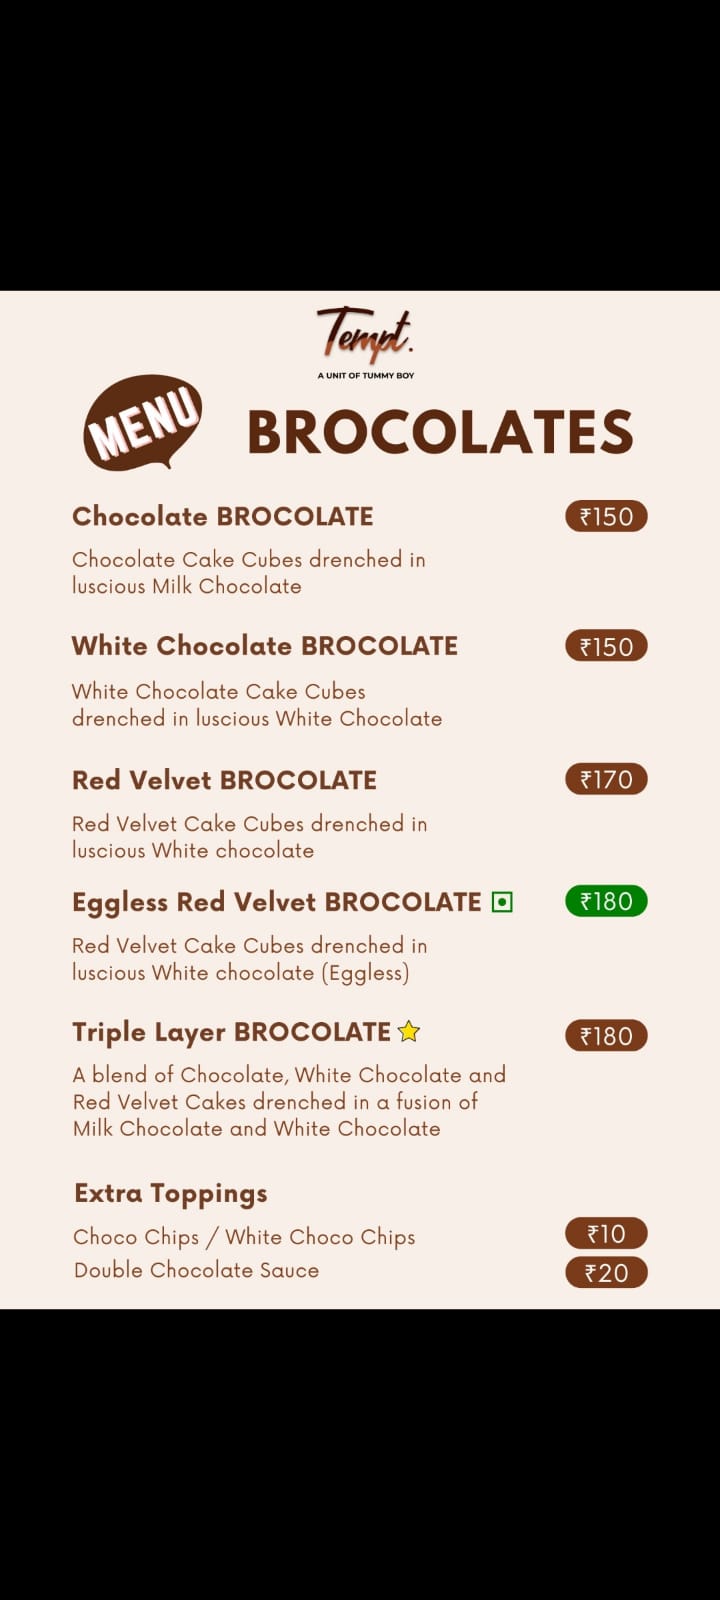 Tempt.
A UNIT OF TUMMY BOY
MENU
BROCOLATES
Chocolate BROCOLATE ₹150
Chocolate Cake Cubes drenched in
luscious Milk Chocolate
White Chocolate BROCOLATE ₹150
White Chocolate Cake Cubes
drenched in luscious White Chocolate
Red Velvet BROCOLATE ₹170
Red Velvet Cake Cubes drenched in
luscious White chocolate
Eggless Red Velvet BROCOLATE ₹180
Red Velvet Cake Cubes drenched in
luscious White chocolate (Eggless)
Triple Layer BROCOLATE ₹180
A blend of Chocolate, White Chocolate and
Red Velvet Cakes drenched in a fusion of
Milk Chocolate and White Chocolate
Extra Toppings
Choco Chips / White Choco Chips ₹10
Double Chocolate Sauce ₹20